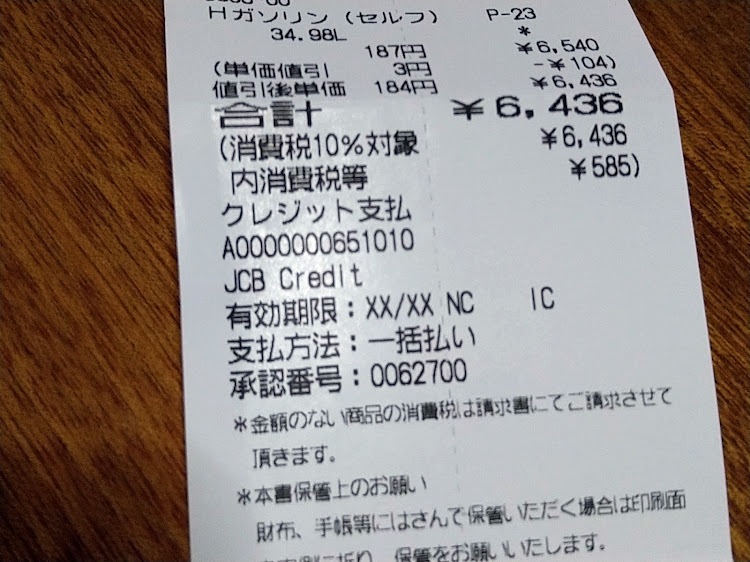 Hガソリン(セルフ) P-23
34.98L *
187円 ¥6,540
(単価値引 3円 -¥104)
値引後単価 184円 ¥6,436
合計 ¥6,436
(消費税10%対象 ¥6,436
内消費税等 ¥585)
クレジット支払
A0000000651010
JCB Credit
有効期限：XX/XX NC IC
支払方法：一括払い
承認番号：0062700
*金額のない商品の消費税は請求書にてご請求させて
頂きます。
*本書保管上のお願い
財布、手帳等にはさんで保管いただく場合は印刷面
に折り、保管をお願いいたします。